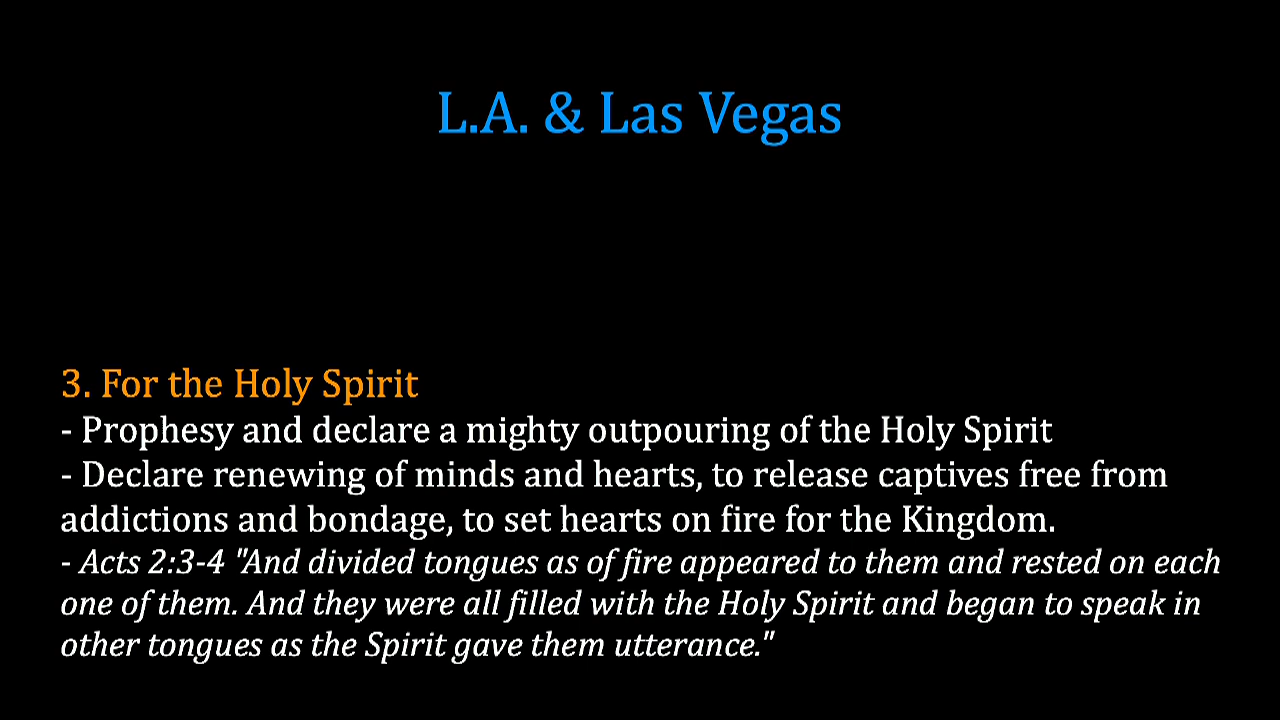 L.A. & Las Vegas
3. For the Holy Spirit
- Prophesy and declare a mighty outpouring of the Holy Spirit
- Declare renewing of minds and hearts, to release captives free from
addictions and bondage, to set hearts on fire for the Kingdom.
- Acts 2:3-4 "And divided tongues as of fire appeared to them and rested on each
one of them. And they were all filled with the Holy Spirit and began to speak in
other tongues as the Spirit gave them utterance."